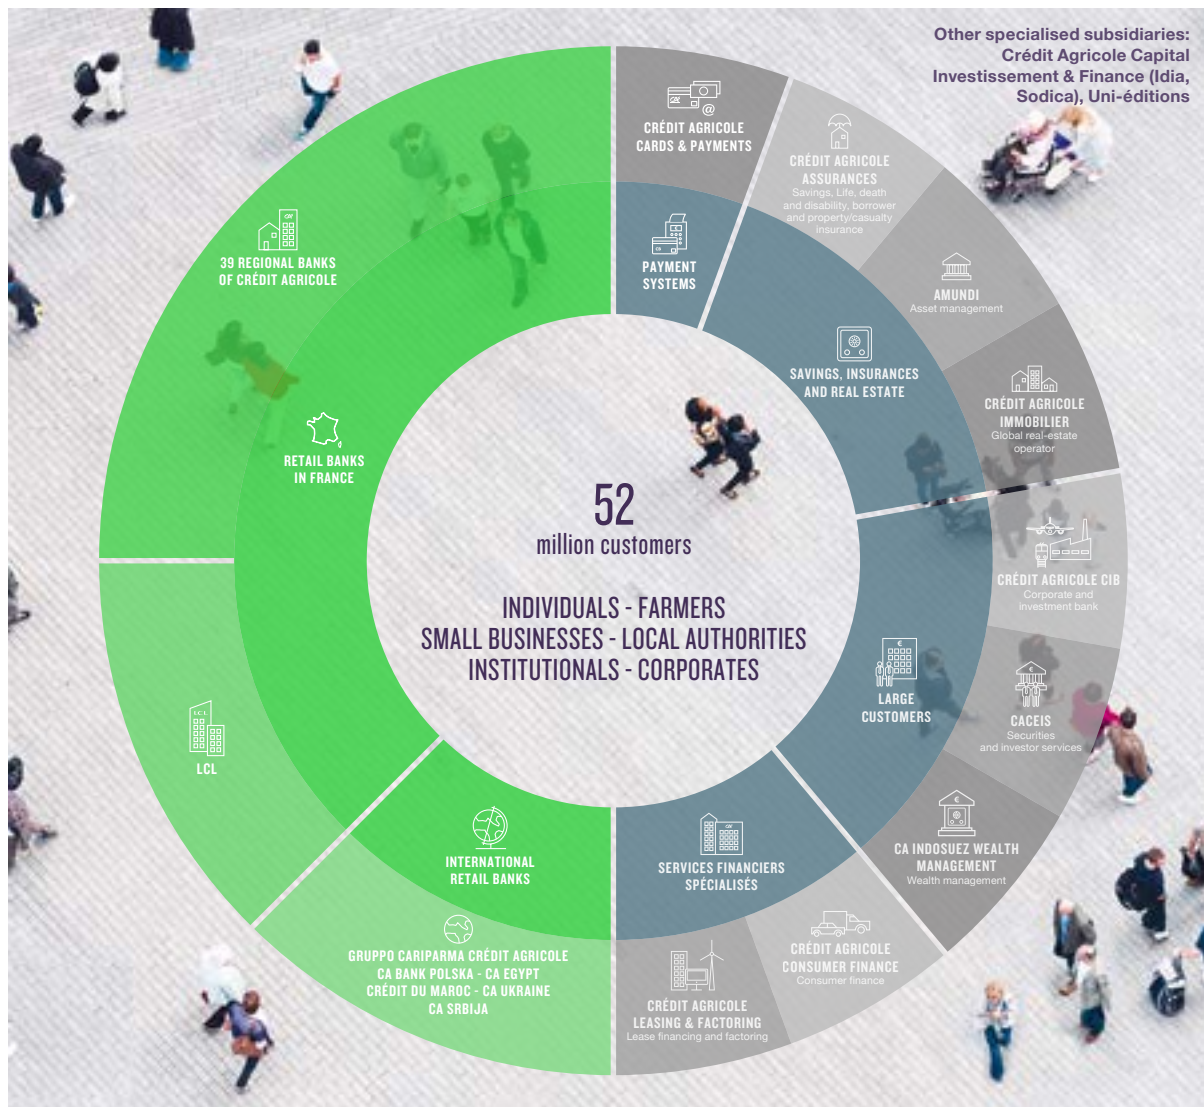 Other specialised subsidiaries:
Crédit Agricole Capital
Investissement & Finance (Idia,
Sodica), Uni-éditions
CRÉDIT AGRICOLE
CARDS & PAYMENTS
PAYMENT
SYSTEMS
CRÉDIT AGRICOLE
ASSURANCES
Savings, Life, death
and disability, borrower
and property/casualty
insurance
AMUNDI
Asset management
SAVINGS, INSURANCES
AND REAL ESTATE
CRÉDIT AGRICOLE
IMMOBILIER
Global real-estate
operator
39 REGIONAL BANKS
OF CRÉDIT AGRICOLE
RETAIL BANKS
IN FRANCE
52
million customers
INDIVIDUALS - FARMERS
SMALL BUSINESSES - LOCAL AUTHORITIES
INSTITUTIONALS - CORPORATES
CRÉDIT AGRICOLE CIB
Corporate and
investment bank
LARGE
CUSTOMERS
CACEIS
Securities
and investor services
CA INDOSUEZ WEALTH
MANAGEMENT
Wealth management
LCL
LCL
INTERNATIONAL
RETAIL BANKS
SERVICES FINANCIERS
SPÉCIALISÉS
GRUPPO CARIPARMA CRÉDIT AGRICOLE
CA BANK POLSKA - CA EGYPT
CRÉDIT DU MAROC - CA UKRAINE
CA SRBIJA
CRÉDIT AGRICOLE
LEASING & FACTORING
Lease financing and factoring
CRÉDIT AGRICOLE
CONSUMER FINANCE
Consumer finance